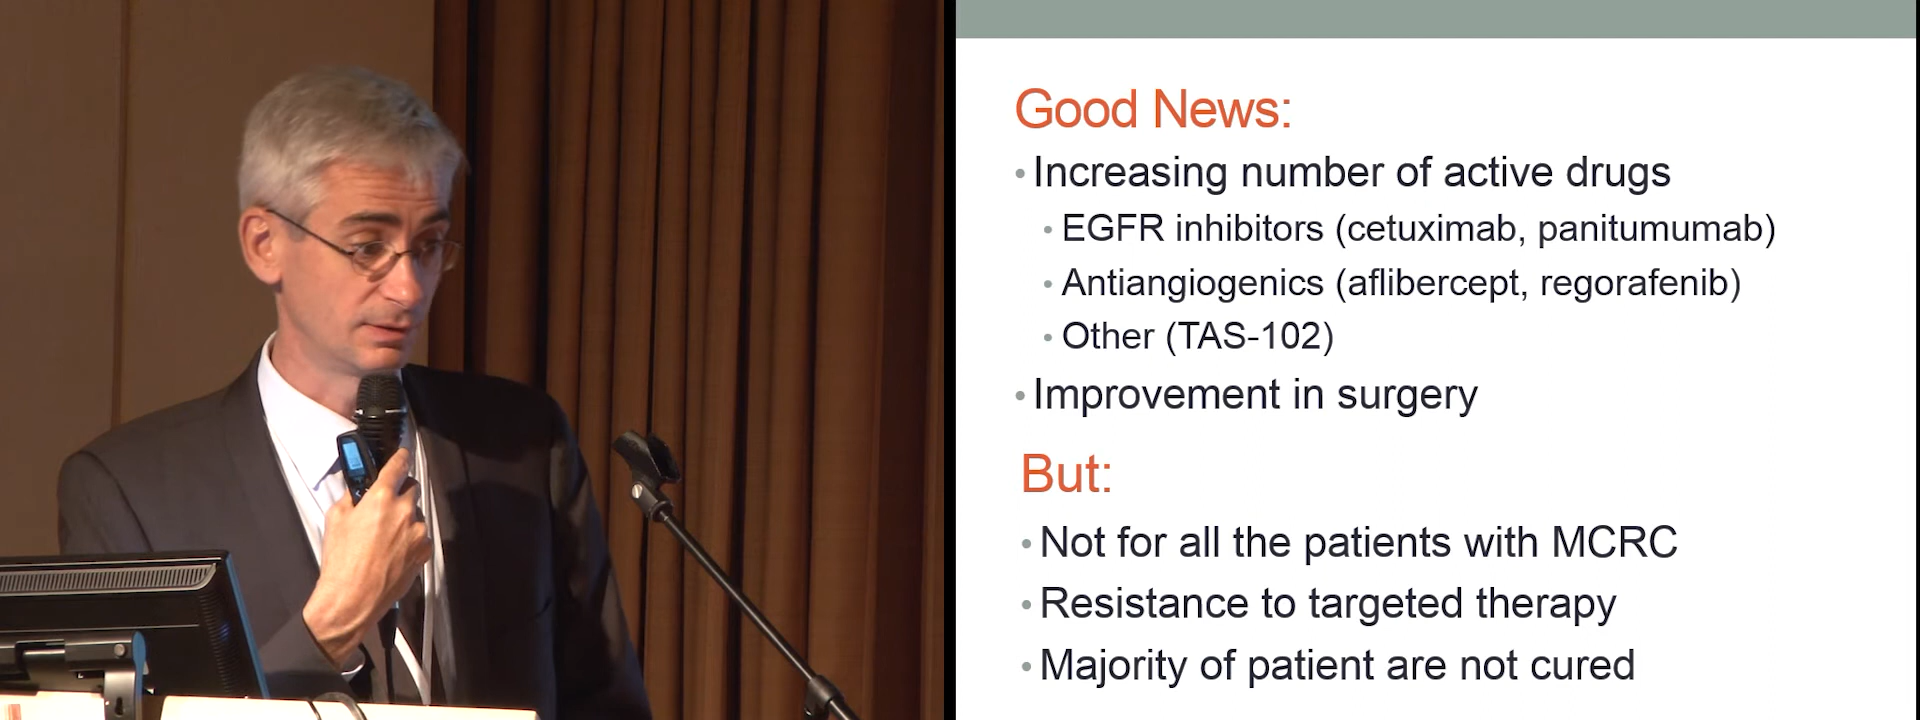 Good News:
• Increasing number of active drugs
• EGFR inhibitors (cetuximab, panitumumab)
• Antiangiogenics (aflibercept, regorafenib)
• Other (TAS-102)
• Improvement in surgery
But:
• Not for all the patients with MCRC
• Resistance to targeted therapy
• Majority of patient are not cured